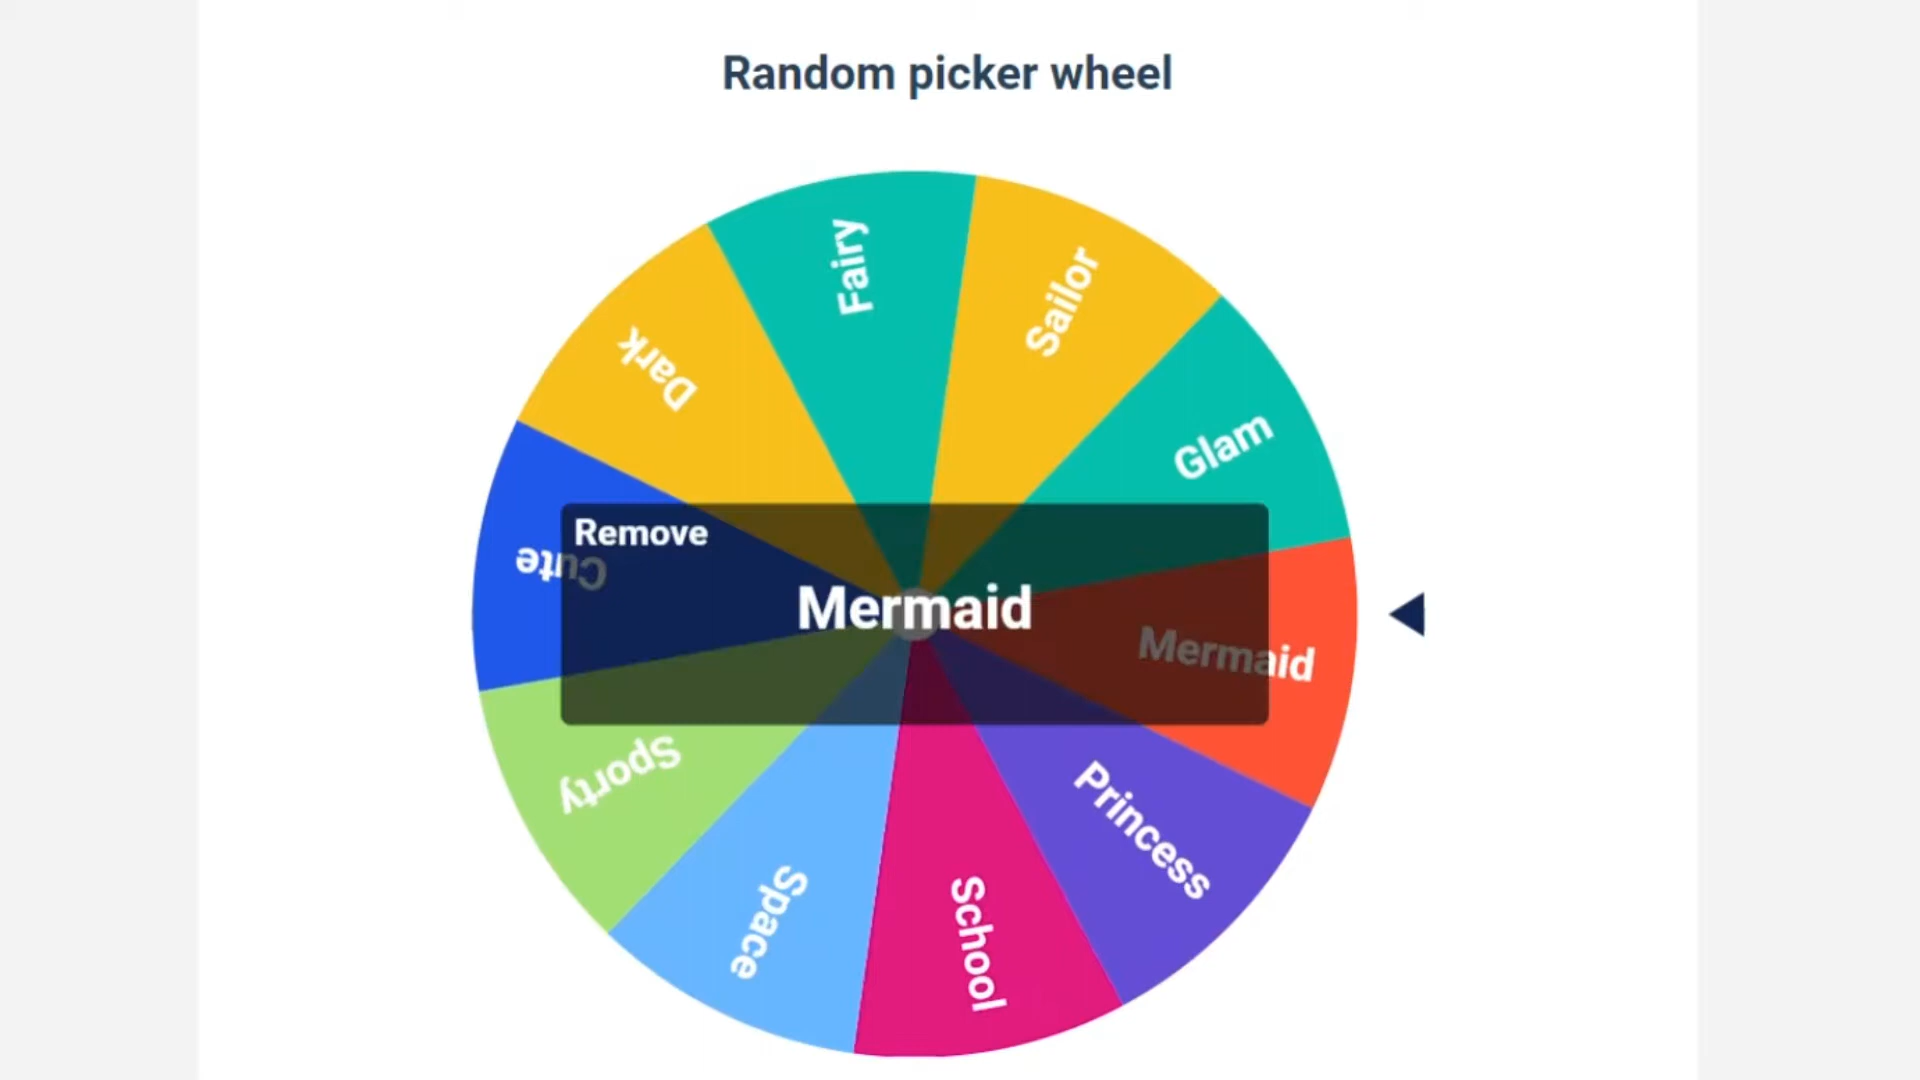 Random picker wheel
Fairy
Sailor
Dark
Glam
Remove
Cute
Mermaid
Mermaid
Sporty
Princess
Space
School